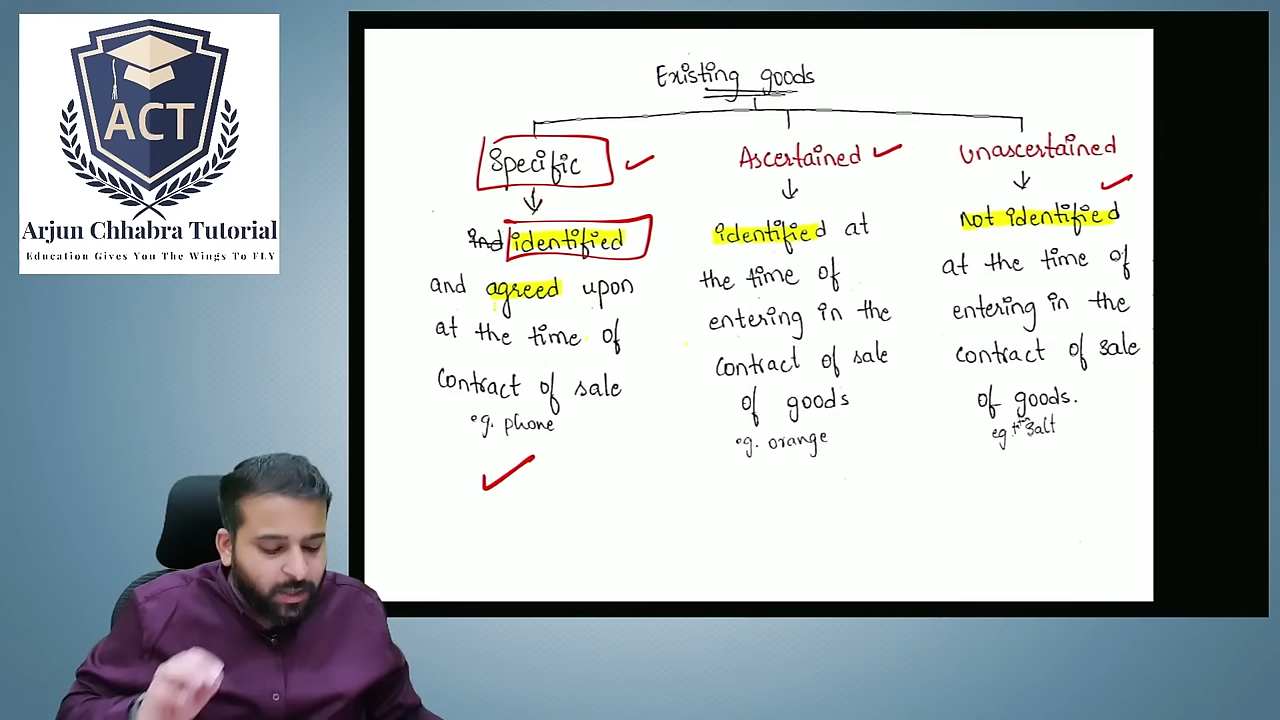 ACT
Arjun Chhabra Tutorial
Education Gives You The Wings To FLY
Existing goods
Specific
identified
and agreed upon
at the time of
contract of sale
eg. phone
Ascertained
identified at
the time of
entering in the
contract of sale
of goods
eg. orange
Unascertained
not identified
at the time of
entering in the
contract of sale
of goods.
eg. salt